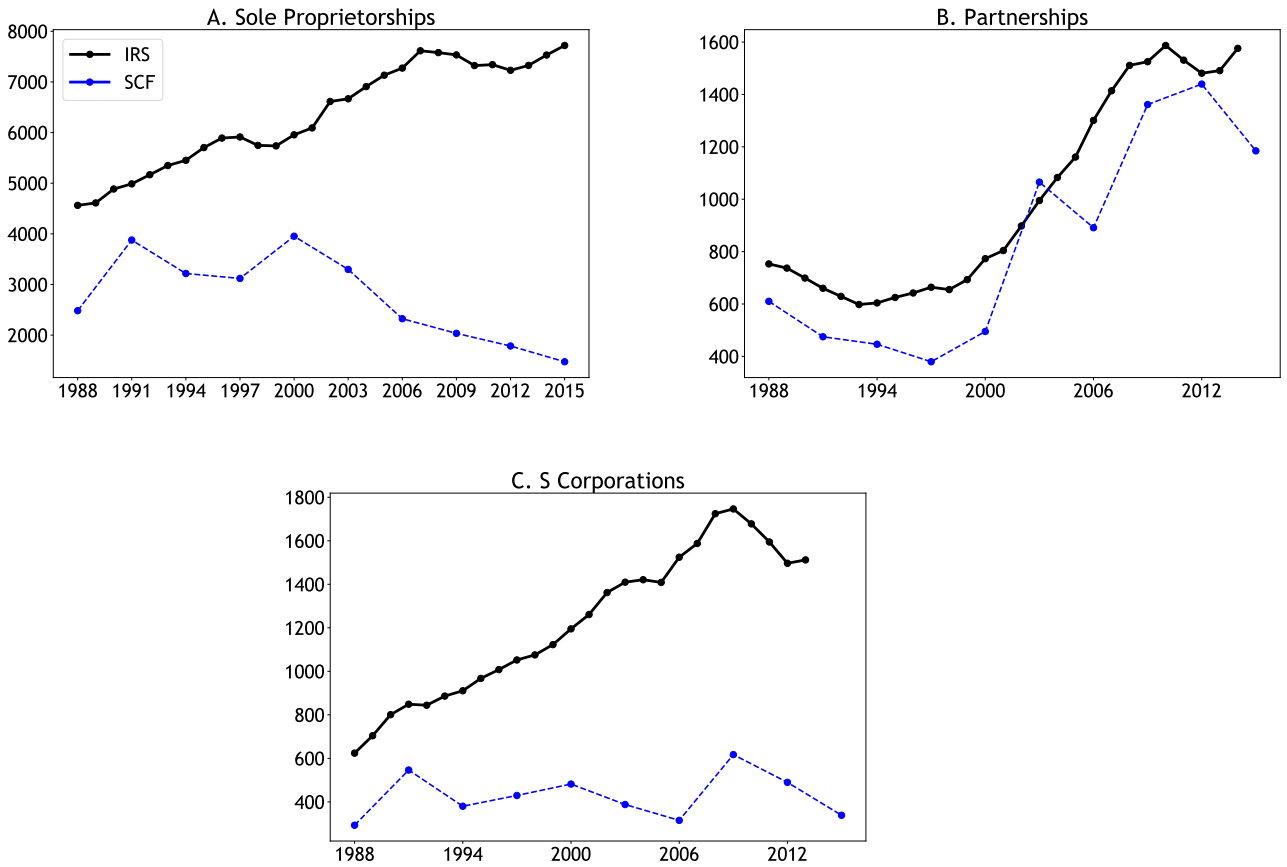 A. Sole Proprietorships
8000
7000
6000
5000
4000
3000
2000
IRS
SCF
1988 1991 1994 1997 2000 2003 2006 2009 2012 2015
B. Partnerships
1600
1400
1200
1000
800
600
400
1988 1994 2000 2006 2012
C. S Corporations
1800
1600
1400
1200
1000
800
600
400
1988 1994 2000 2006 2012